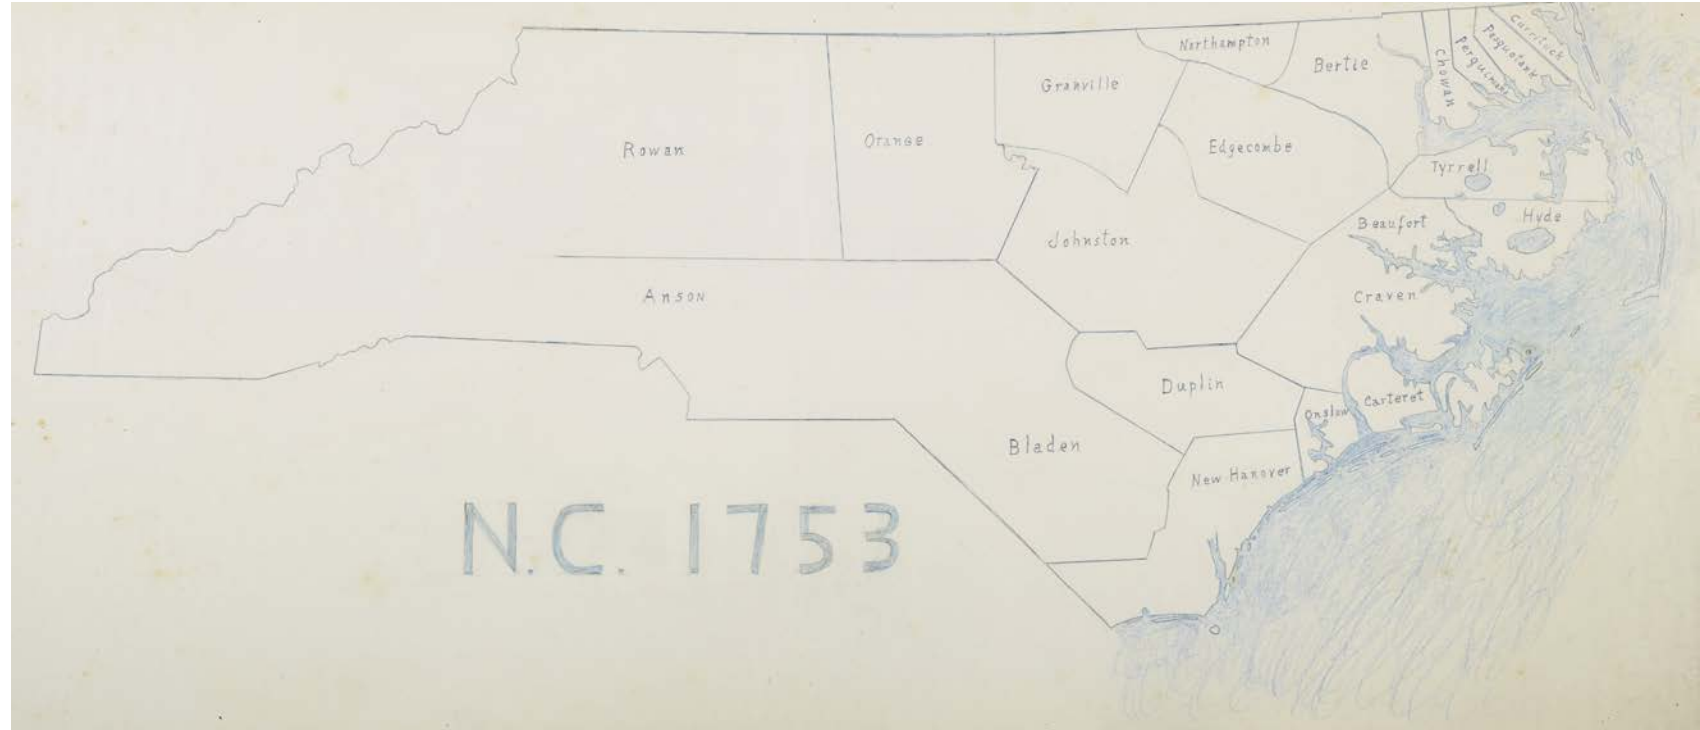 Northampton
Bertie
Chowan
Perquimans
Pasquotank
Currituck
Granville
Rowan
Orange
Edgecombe
Tyrrell
Johnston
Beaufort
Hyde
Anson
Craven
Duplin
Onslow
Carteret
Bladen
New Hanover
N.C. 1753